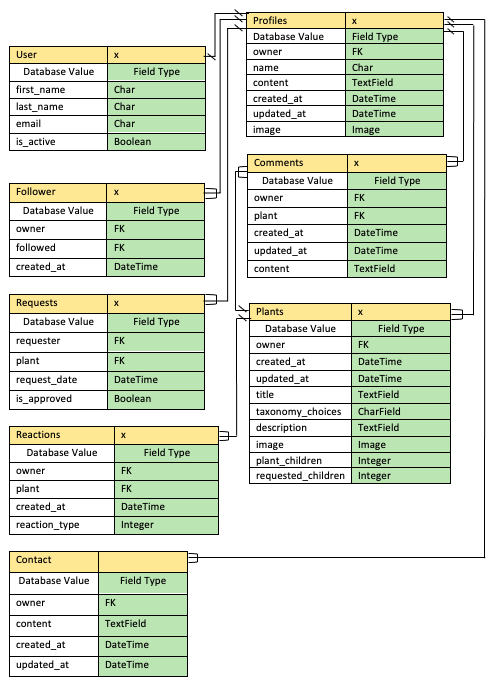 User x
Database Value Field Type
first_name Char
last_name Char
email Char
is_active Boolean
Follower x
Database Value Field Type
owner FK
followed FK
created_at DateTime
Requests x
Database Value Field Type
requester FK
plant FK
request_date DateTime
is_approved Boolean
Reactions x
Database Value Field Type
owner FK
plant FK
created_at DateTime
reaction_type Integer
Contact
Database Value Field Type
owner FK
content TextField
created_at DateTime
updated_at DateTime
Profiles x
Database Value Field Type
owner FK
name Char
content TextField
created_at DateTime
updated_at DateTime
image Image
Comments x
Database Value Field Type
owner FK
plant FK
created_at DateTime
updated_at DateTime
content TextField
Plants x
Database Value Field Type
owner FK
created_at DateTime
updated_at DateTime
title TextField
taxonomy_choices CharField
description TextField
image Image
plant_children Integer
requested_children Integer